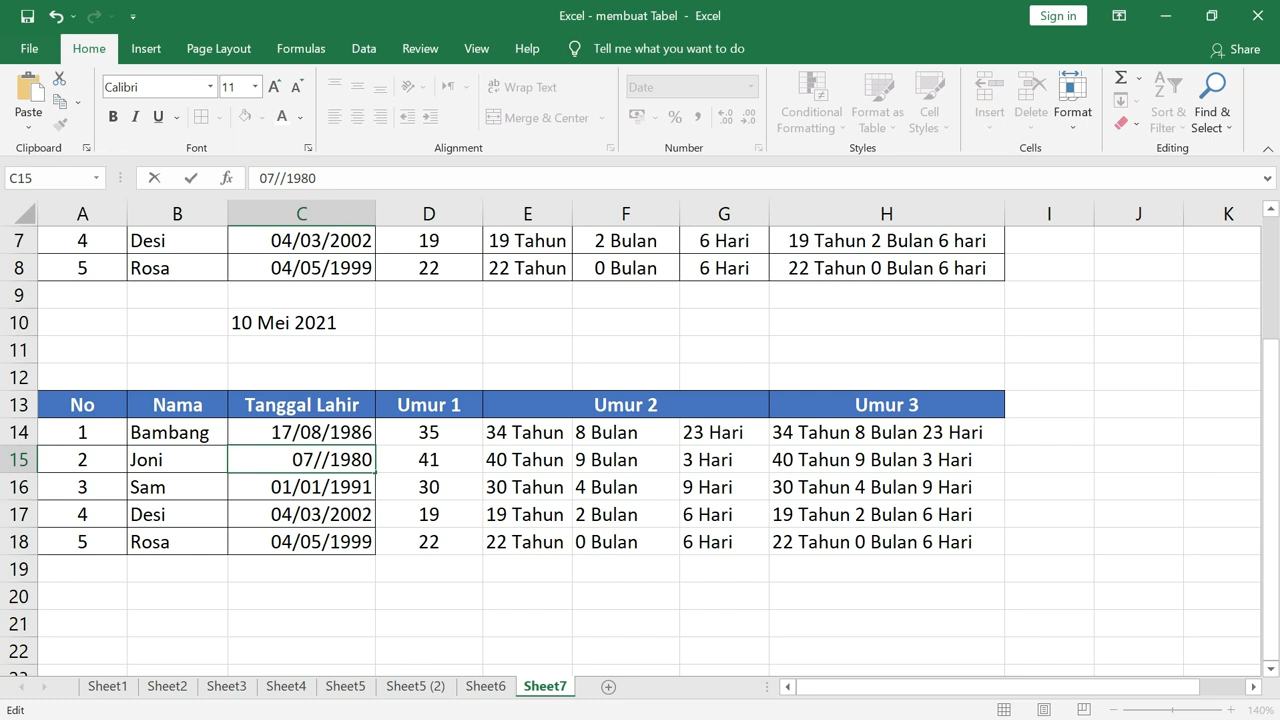 Excel - membuat Tabel - Excel
Sign in
File Home Insert Page Layout Formulas Data Review View Help Tell me what you want to do Share
Calibri 11 Wrap Text Date
Paste Conditional Format as Cell Insert Delete Format Sort & Find &
B I U A Merge & Center % Formatting Table Styles Filter Select
Clipboard Font Alignment Number Styles Cells Editing
C15 fx 07//1980
A B C D E F G H I J K
7 4 Desi 04/03/2002 19 19 Tahun 2 Bulan 6 Hari 19 Tahun 2 Bulan 6 hari
8 5 Rosa 04/05/1999 22 22 Tahun 0 Bulan 6 Hari 22 Tahun 0 Bulan 6 hari
9
10 10 Mei 2021
11
12
13 No Nama Tanggal Lahir Umur 1 Umur 2 Umur 3
14 1 Bambang 17/08/1986 35 34 Tahun 8 Bulan 23 Hari 34 Tahun 8 Bulan 23 Hari
15 2 Joni 07//1980 41 40 Tahun 9 Bulan 3 Hari 40 Tahun 9 Bulan 3 Hari
16 3 Sam 01/01/1991 30 30 Tahun 4 Bulan 9 Hari 30 Tahun 4 Bulan 9 Hari
17 4 Desi 04/03/2002 19 19 Tahun 2 Bulan 6 Hari 19 Tahun 2 Bulan 6 Hari
18 5 Rosa 04/05/1999 22 22 Tahun 0 Bulan 6 Hari 22 Tahun 0 Bulan 6 Hari
19
20
21
22
Sheet1 Sheet2 Sheet3 Sheet4 Sheet5 Sheet5 (2) Sheet6 Sheet7
Edit 140%